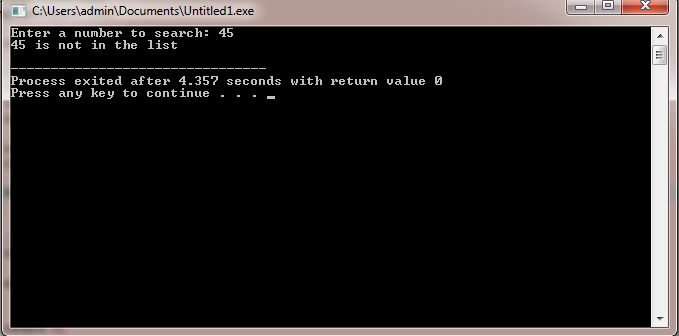 C:\Users\admin\Documents\Untitled1.exe
Enter a number to search: 45
45 is not in the list
--------------------------------
Process exited after 4.357 seconds with return value 0
Press any key to continue . . . _